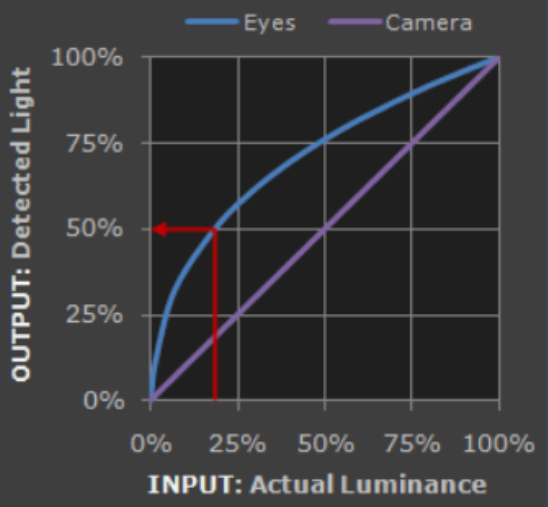 Eyes Camera
100%
75%
50%
25%
0%
OUTPUT: Detected Light
0% 25% 50% 75% 100%
INPUT: Actual Luminance